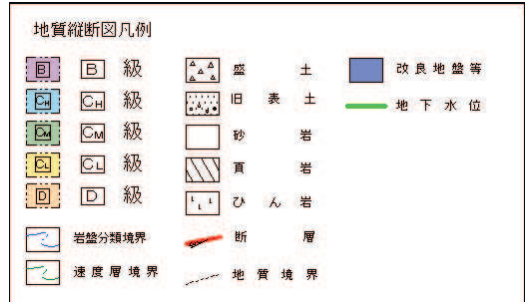 地質縦断図凡例
B B 級
CH CH 級
CM CM 級
CL CL 級
D D 級
岩盤分類境界
速度層境界
盛土
旧表土
砂岩
頁岩
ひん岩
断層
地質境界
改良地盤等
地下水位